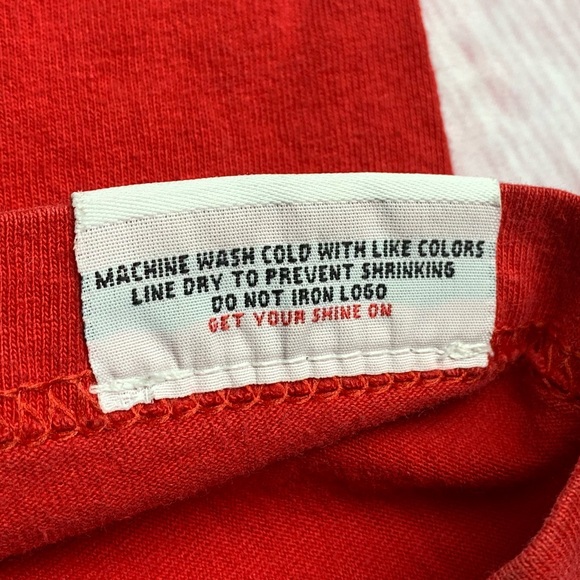 MACHINE WASH COLD WITH LIKE COLORS
LINE DRY TO PREVENT SHRINKING
DO NOT IRON LOGO
GET YOUR SHINE ON